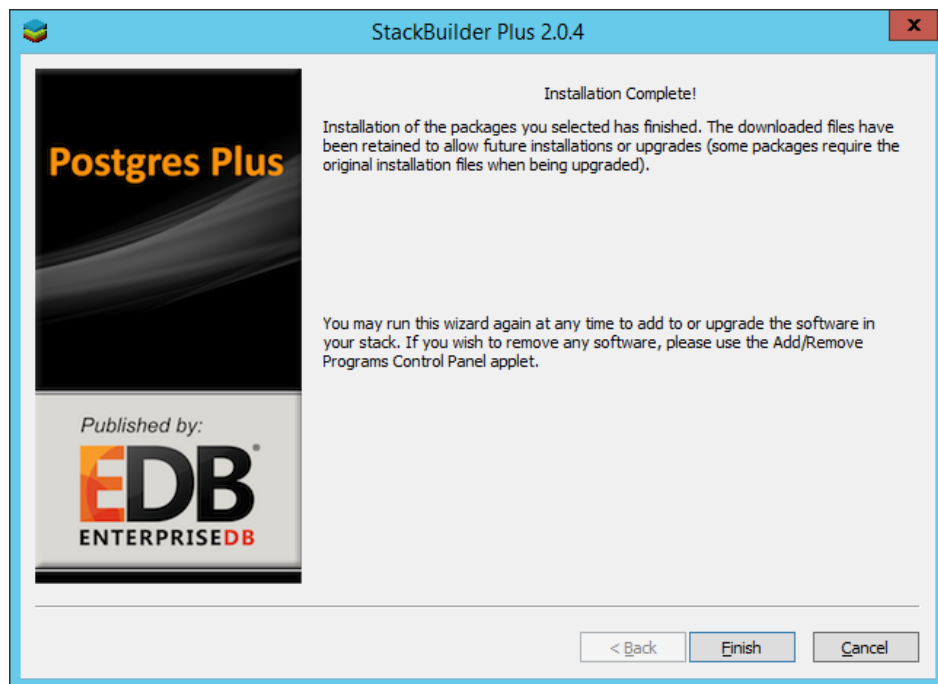 StackBuilder Plus 2.0.4
x
Postgres Plus
Published by:
EDB®
ENTERPRISEDB
Installation Complete!
Installation of the packages you selected has finished. The downloaded files have
been retained to allow future installations or upgrades (some packages require the
original installation files when being upgraded).
You may run this wizard again at any time to add to or upgrade the software in
your stack. If you wish to remove any software, please use the Add/Remove
Programs Control Panel applet.
< Back
Finish
Cancel